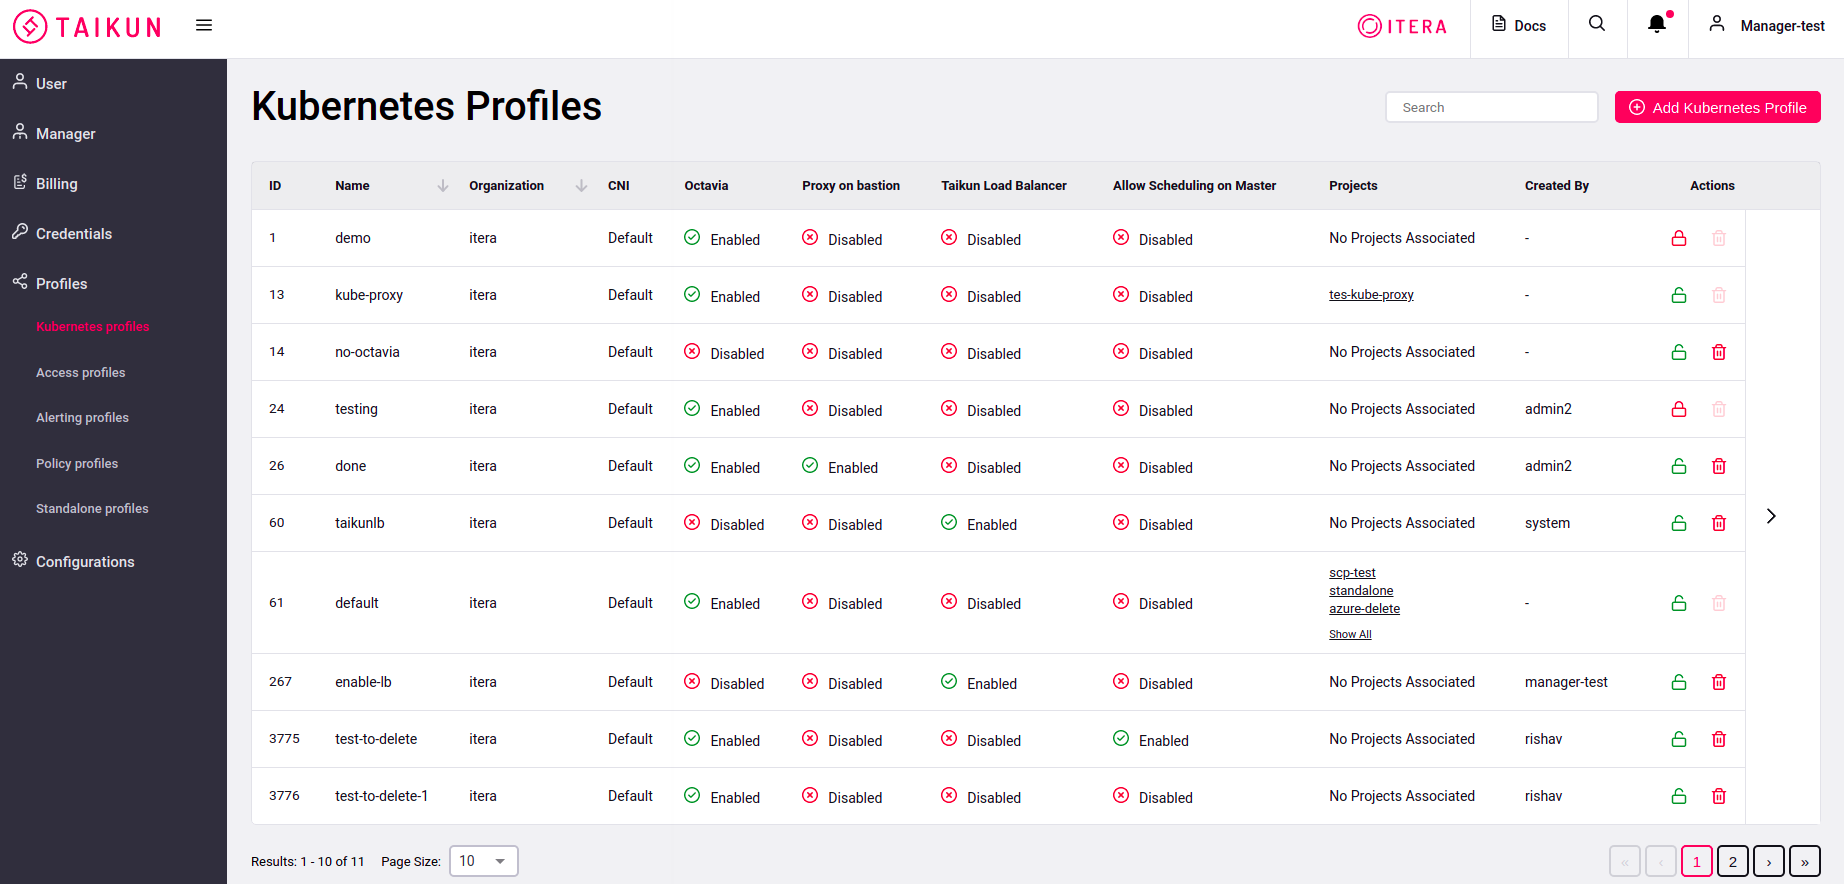 TAIKUN
ITERA
Docs
Manager-test
User
Manager
Billing
Credentials
Profiles
Kubernetes profiles
Access profiles
Alerting profiles
Policy profiles
Standalone profiles
Configurations
Kubernetes Profiles
Search
Add Kubernetes Profile
ID Name Organization CNI Octavia Proxy on bastion Taikun Load Balancer Allow Scheduling on Master Projects Created By Actions
1 demo itera Default Enabled Disabled Disabled Disabled No Projects Associated -
13 kube-proxy itera Default Enabled Disabled Disabled Disabled tes-kube-proxy -
14 no-octavia itera Default Disabled Disabled Disabled Disabled No Projects Associated -
24 testing itera Default Enabled Disabled Disabled Disabled No Projects Associated admin2
26 done itera Default Enabled Enabled Disabled Disabled No Projects Associated admin2
60 taikunlb itera Default Disabled Disabled Enabled Disabled No Projects Associated system
61 default itera Default Enabled Disabled Disabled Disabled scp-test -
standalone
azure-delete
Show All
267 enable-lb itera Default Disabled Disabled Enabled Disabled No Projects Associated manager-test
3775 test-to-delete itera Default Enabled Disabled Disabled Enabled No Projects Associated rishav
3776 test-to-delete-1 itera Default Enabled Disabled Disabled Disabled No Projects Associated rishav
Results: 1 - 10 of 11 Page Size: 10 « ‹ 1 2 › »